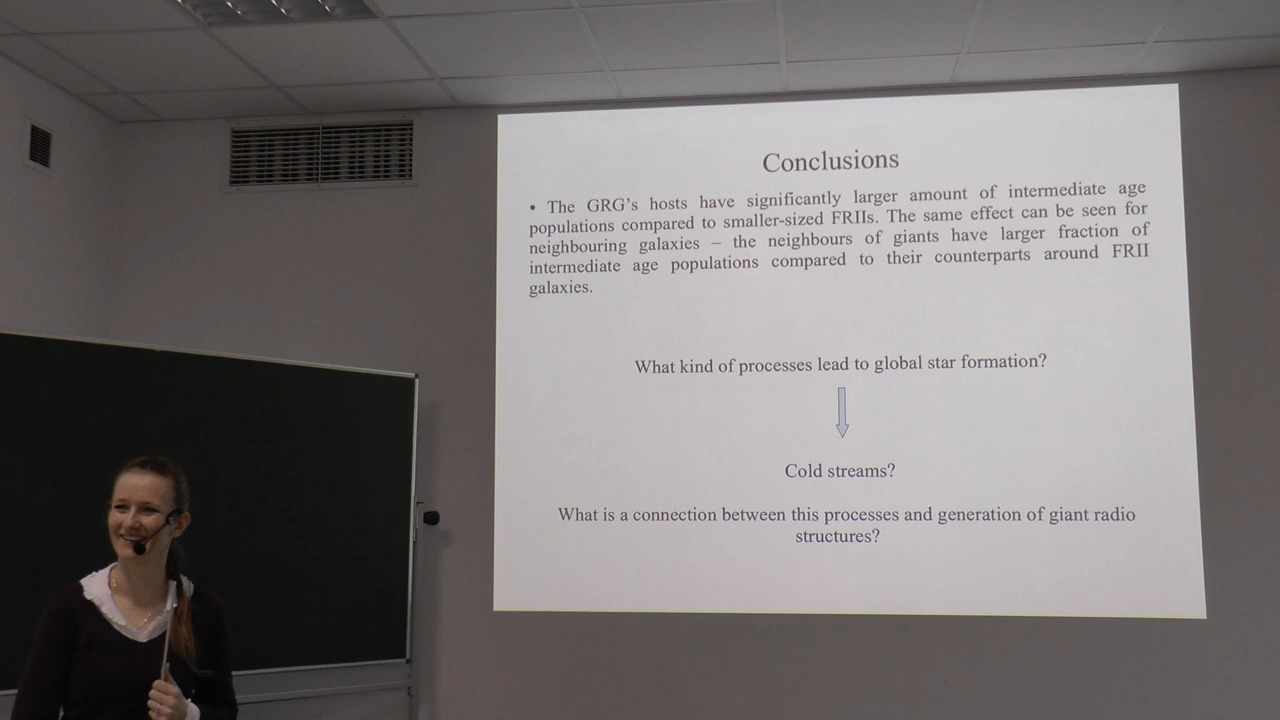 Conclusions
• The GRG's hosts have significantly larger amount of intermediate age
populations compared to smaller-sized FRIIs. The same effect can be seen for
neighbouring galaxies – the neighbours of giants have larger fraction of
intermediate age populations compared to their counterparts around FRII
galaxies.
What kind of processes lead to global star formation?
Cold streams?
What is a connection between this processes and generation of giant radio
structures?